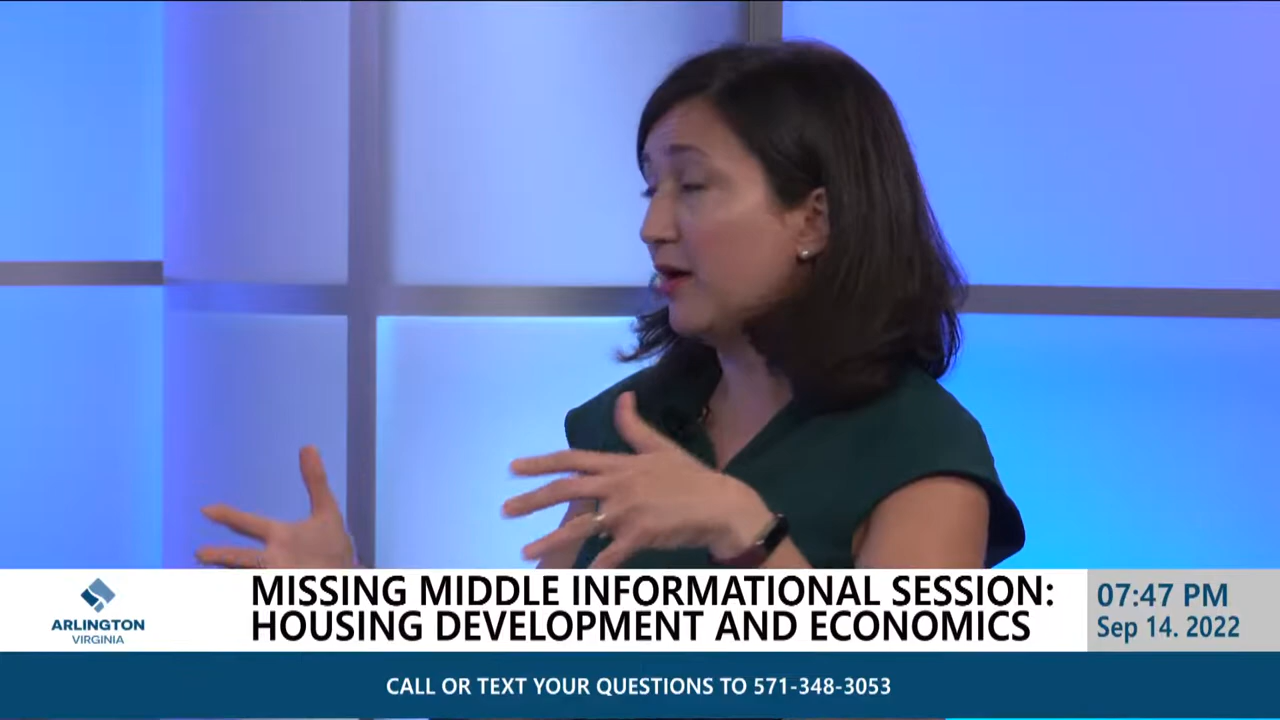 MISSING MIDDLE INFORMATIONAL SESSION:
HOUSING DEVELOPMENT AND ECONOMICS
ARLINGTON
VIRGINIA
07:47 PM
Sep 14. 2022
CALL OR TEXT YOUR QUESTIONS TO 571-348-3053